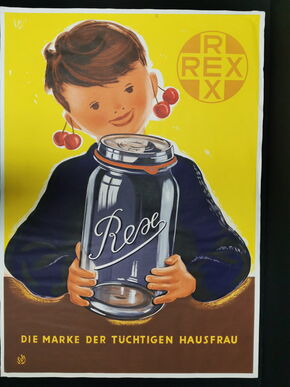 R
REX
X
Rex
DIE MARKE DER TÜCHTIGEN HAUSFRAU